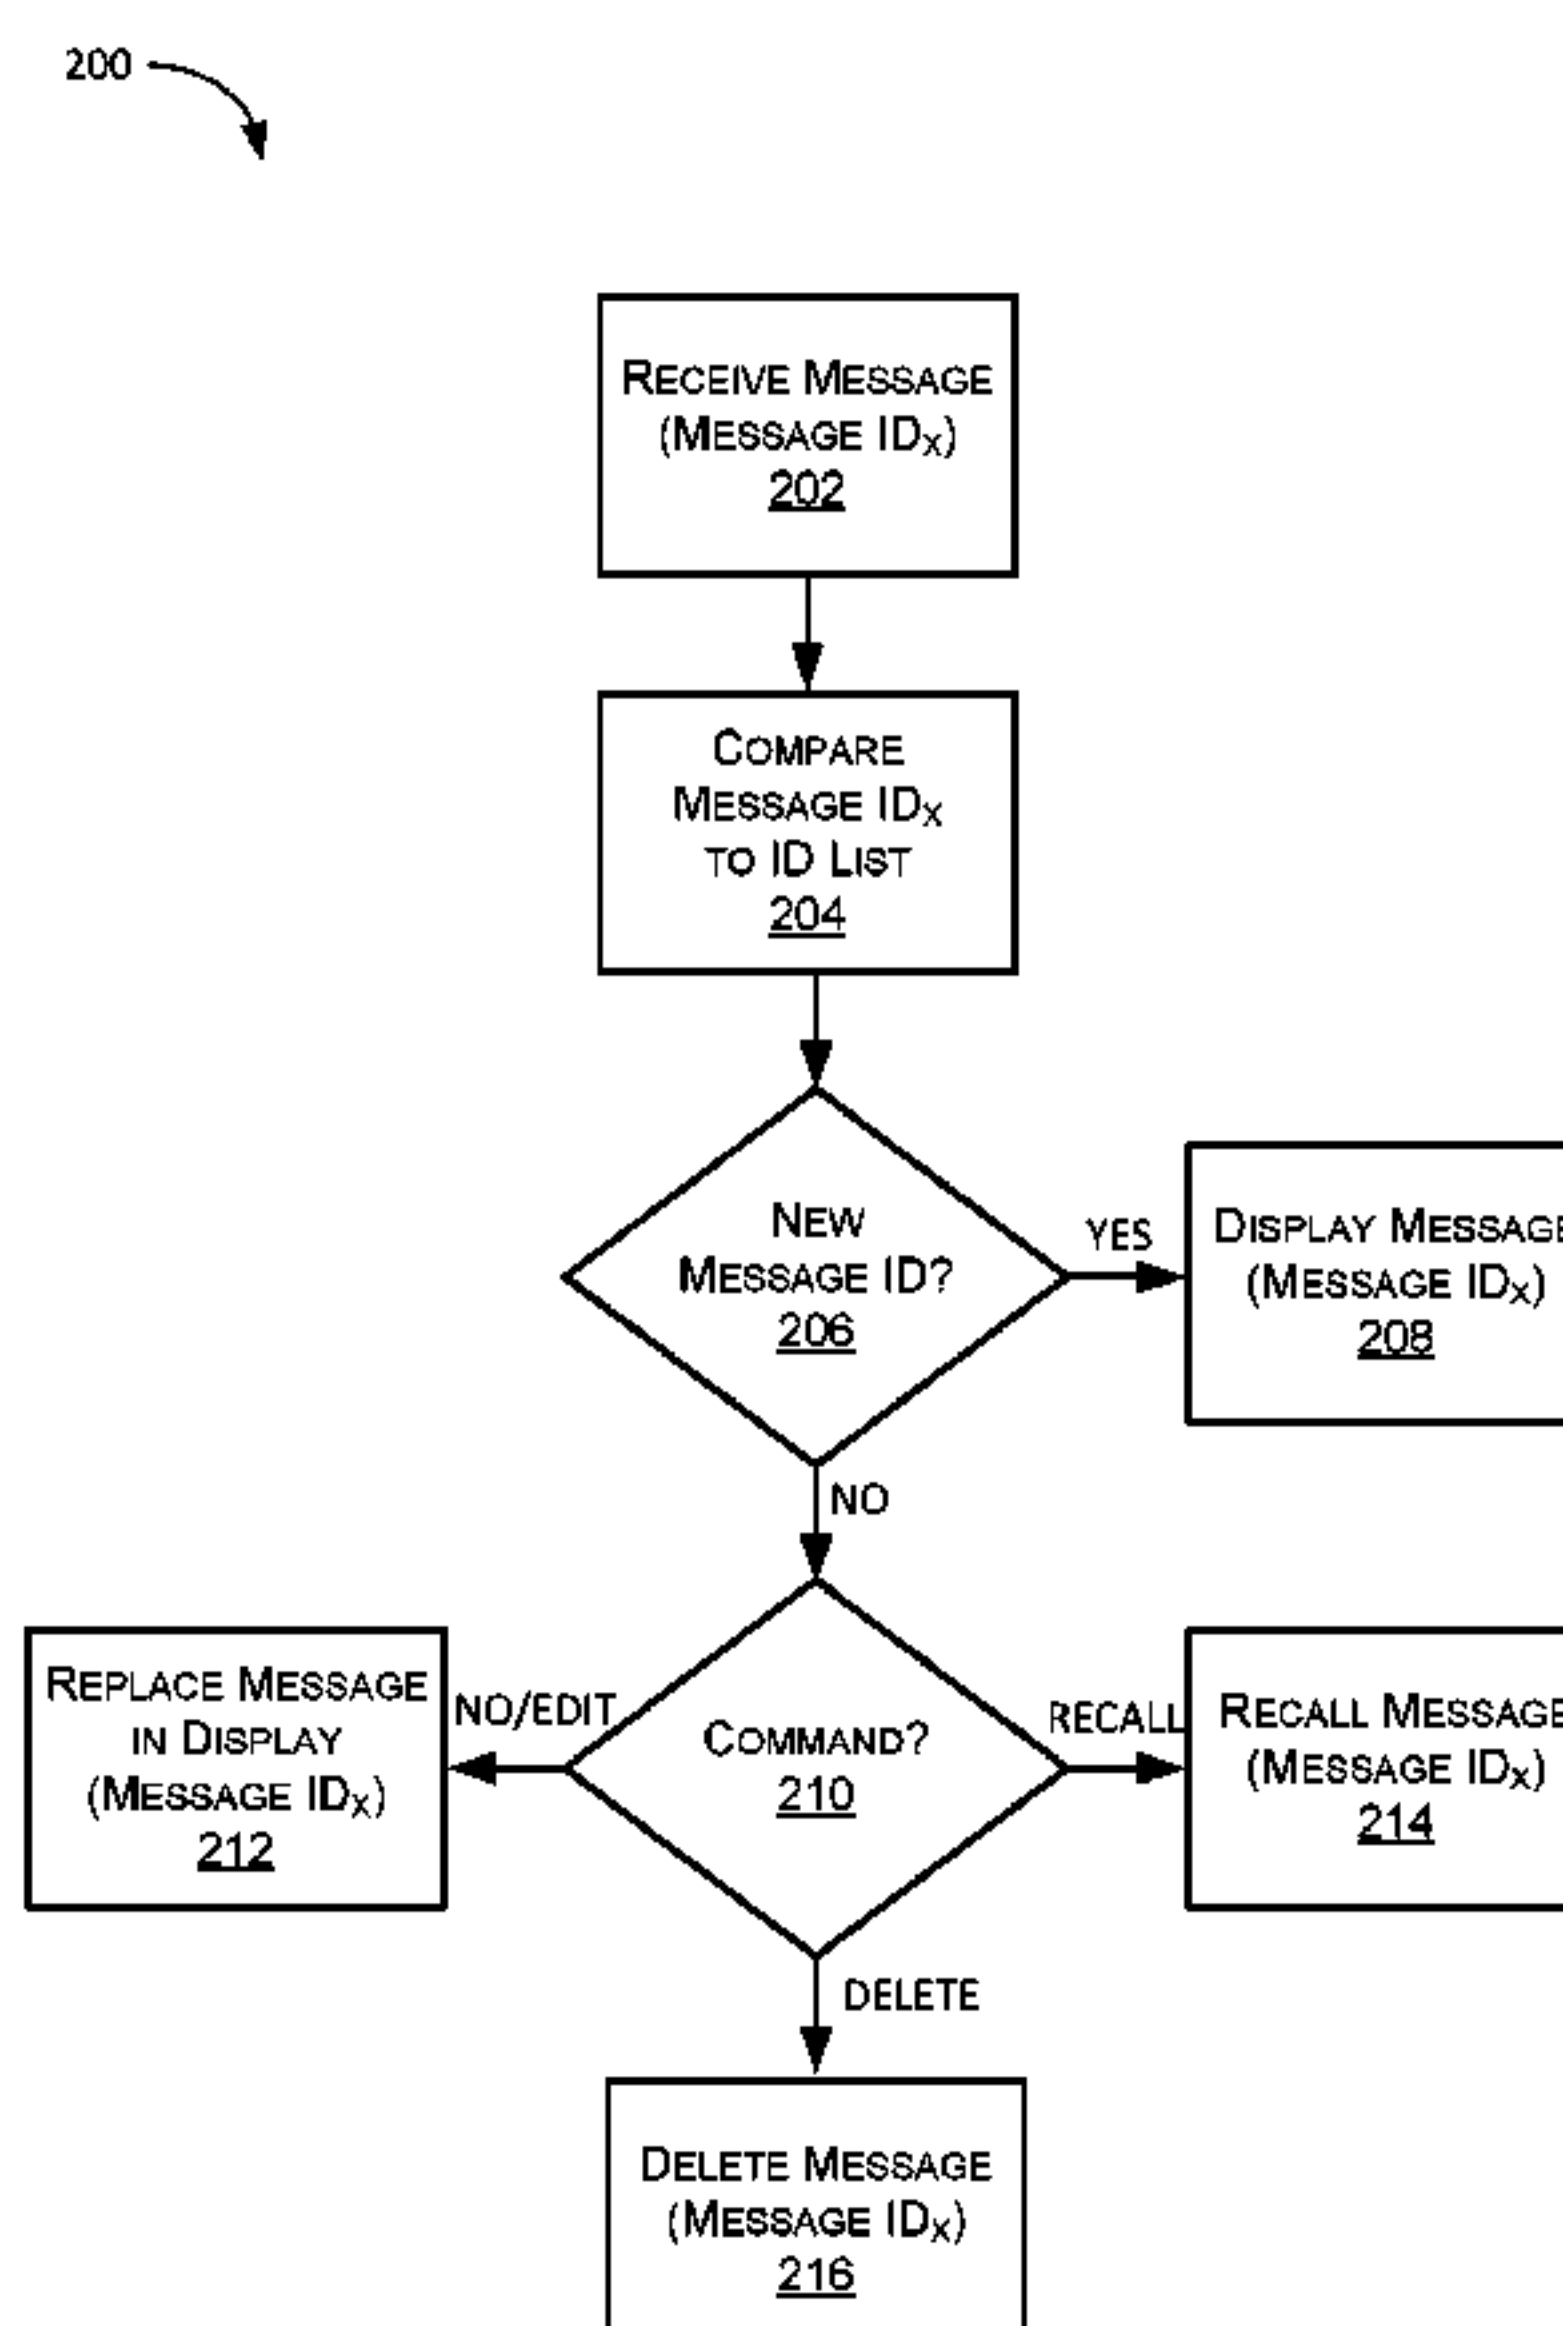 200
RECEIVE MESSAGE
(MESSAGE IDX)
202
COMPARE
MESSAGE IDX
TO ID LIST
204
NEW
MESSAGE ID?
206
YES
DISPLAY MESSAGE
(MESSAGE IDX)
208
NO
REPLACE MESSAGE
IN DISPLAY
(MESSAGE IDX)
212
NO/EDIT
COMMAND?
210
RECALL
RECALL MESSAGE
(MESSAGE IDX)
214
DELETE
DELETE MESSAGE
(MESSAGE IDX)
216